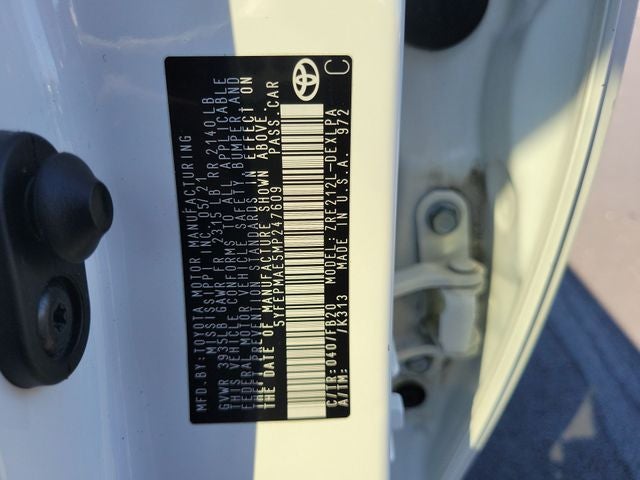 MFD.BY:TOYOTA MOTOR MANUFACTURING
MISSISSIPPI INC. 05/21
GVWR 3935LB GAWR FR 2315 LB RR 2140 LB
THIS VEHICLE CONFORMS TO ALL APPLICABLE
FEDERAL MOTOR VEHICLE SAFETY BUMPER AND
THEFT PREVENTION STANDARDS IN EFFECT ON
THE DATE OF MANUFACTURE SHOWN ABOVE.
5YFEPMAE5MP247609 PASS.CAR
C/TR:040/FB20 MODEL:ZRE212L-DEXLPA
A/TM: /K313 MADE IN U.S.A. 972
C